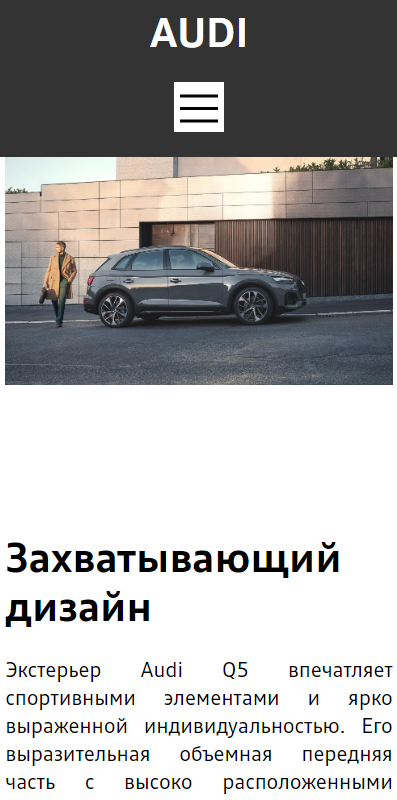 AUDI
Захватывающий
дизайн
Экстерьер Audi Q5 впечатляет
спортивными элементами и ярко
выраженной индивидуальностью. Его
выразительная объемная передняя
часть с высоко расположенными